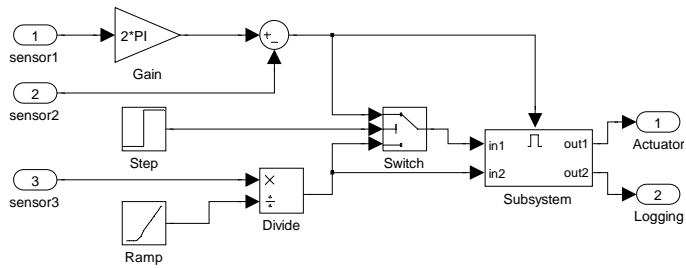 1
sensor1
2*PI
Gain
+
−
2
sensor2
Step
Switch
in1
in2
out1
out2
Subsystem
1
Actuator
2
Logging
3
sensor3
×
÷
Divide
Ramp